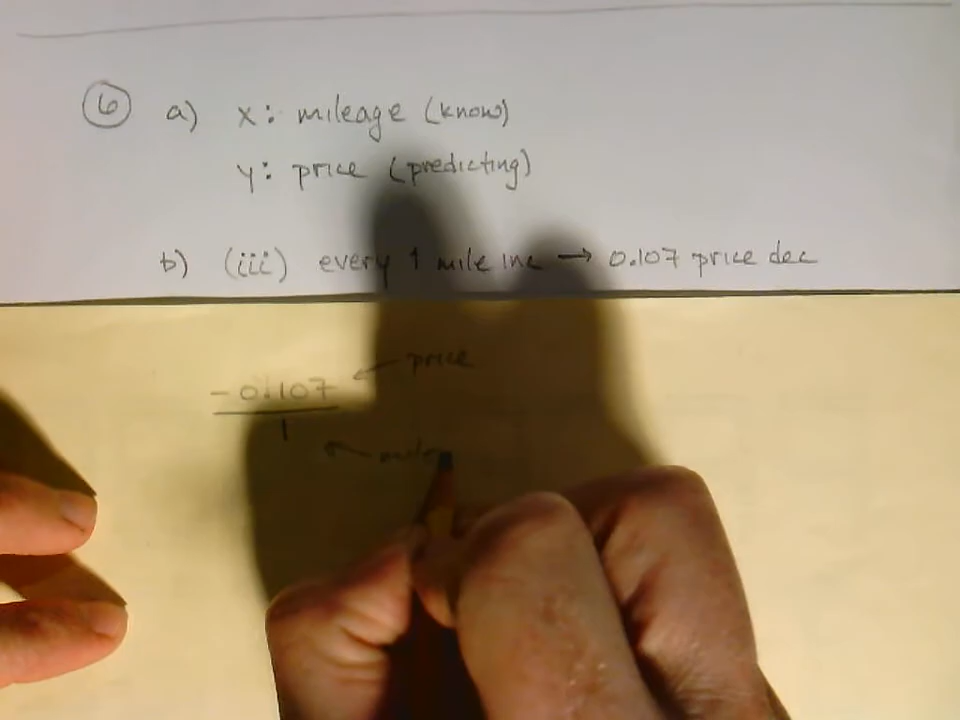 6 a) x: mileage (know)
y: price (predicting)
b) (iii) every 1 mile inc → 0.107 price dec
-0.107 ← price
1